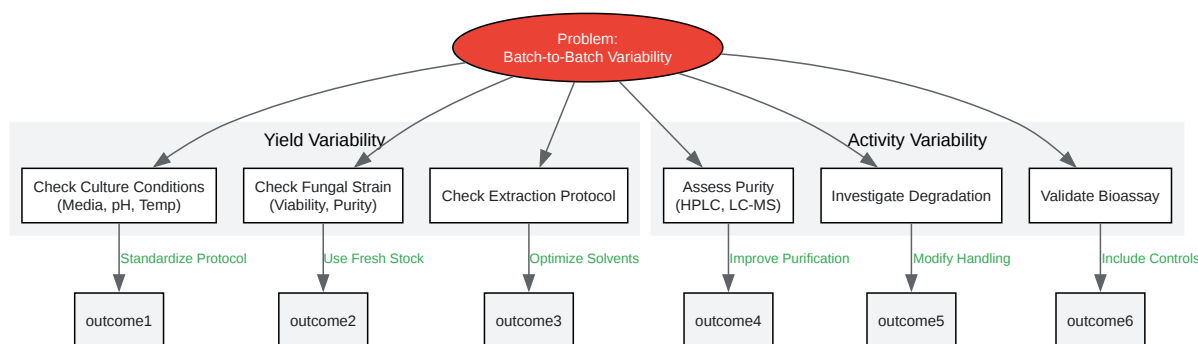 Problem:
Batch-to-Batch Variability
Yield Variability
Activity Variability
Check Culture Conditions
(Media, pH, Temp)
Check Fungal Strain
(Viability, Purity)
Check Extraction Protocol
Assess Purity
(HPLC, LC-MS)
Investigate Degradation
Validate Bioassay
Standardize Protocol
Use Fresh Stock
Optimize Solvents
Improve Purification
Modify Handling
Include Controls
outcome1
outcome2
outcome3
outcome4
outcome5
outcome6